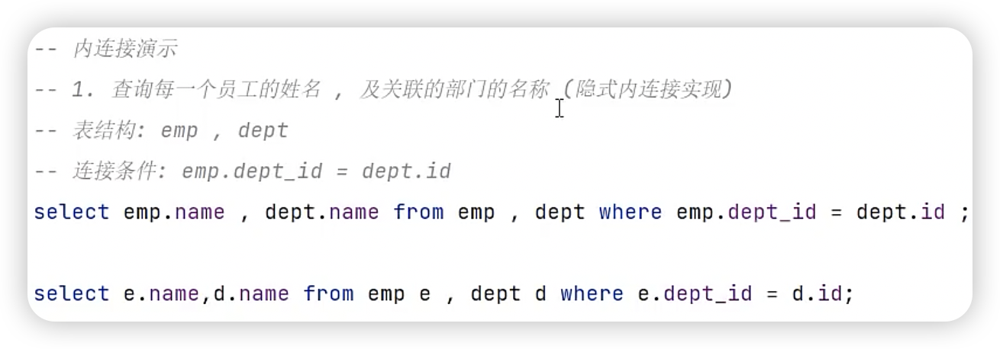 -- 内连接演示
-- 1. 查询每一个员工的姓名 , 及关联的部门的名称 (隐式内连接实现)
-- 表结构: emp , dept
-- 连接条件: emp.dept_id = dept.id
select emp.name , dept.name from emp , dept where emp.dept_id = dept.id ;
select e.name,d.name from emp e , dept d where e.dept_id = d.id;